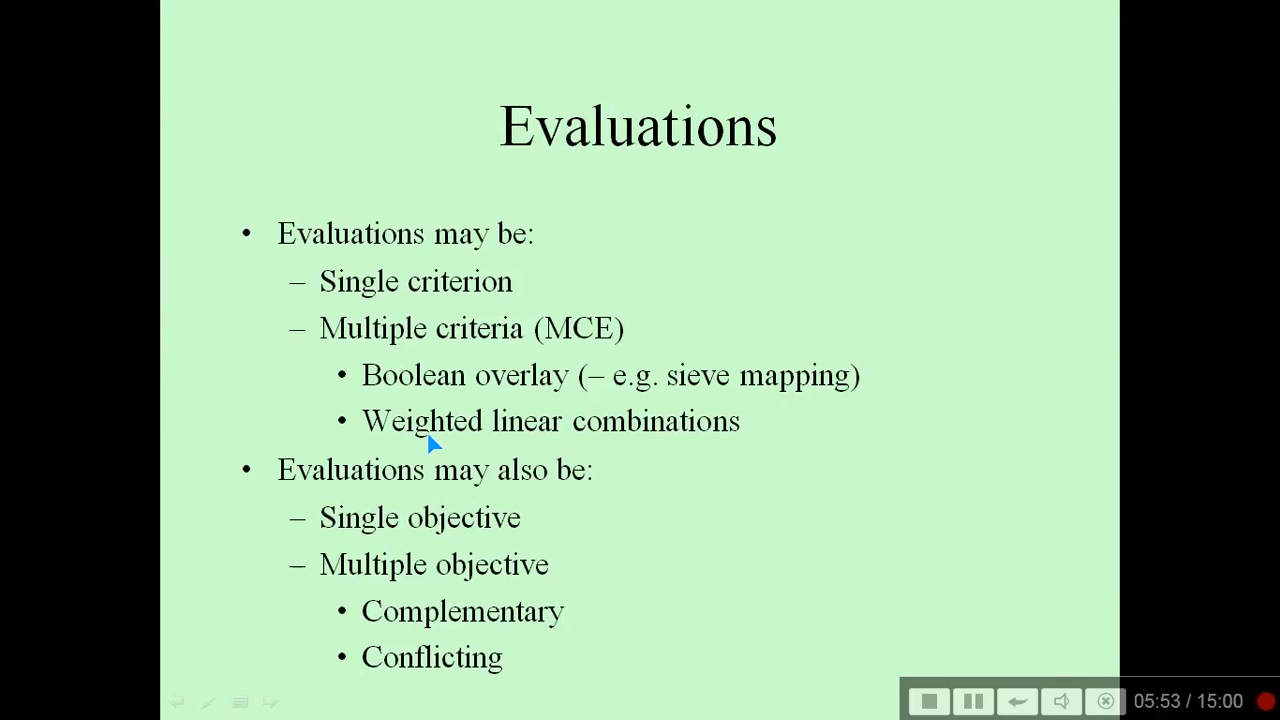 Evaluations
• Evaluations may be:
– Single criterion
– Multiple criteria (MCE)
• Boolean overlay (– e.g. sieve mapping)
• Weighted linear combinations
• Evaluations may also be:
– Single objective
– Multiple objective
• Complementary
• Conflicting
05:53 / 15:00